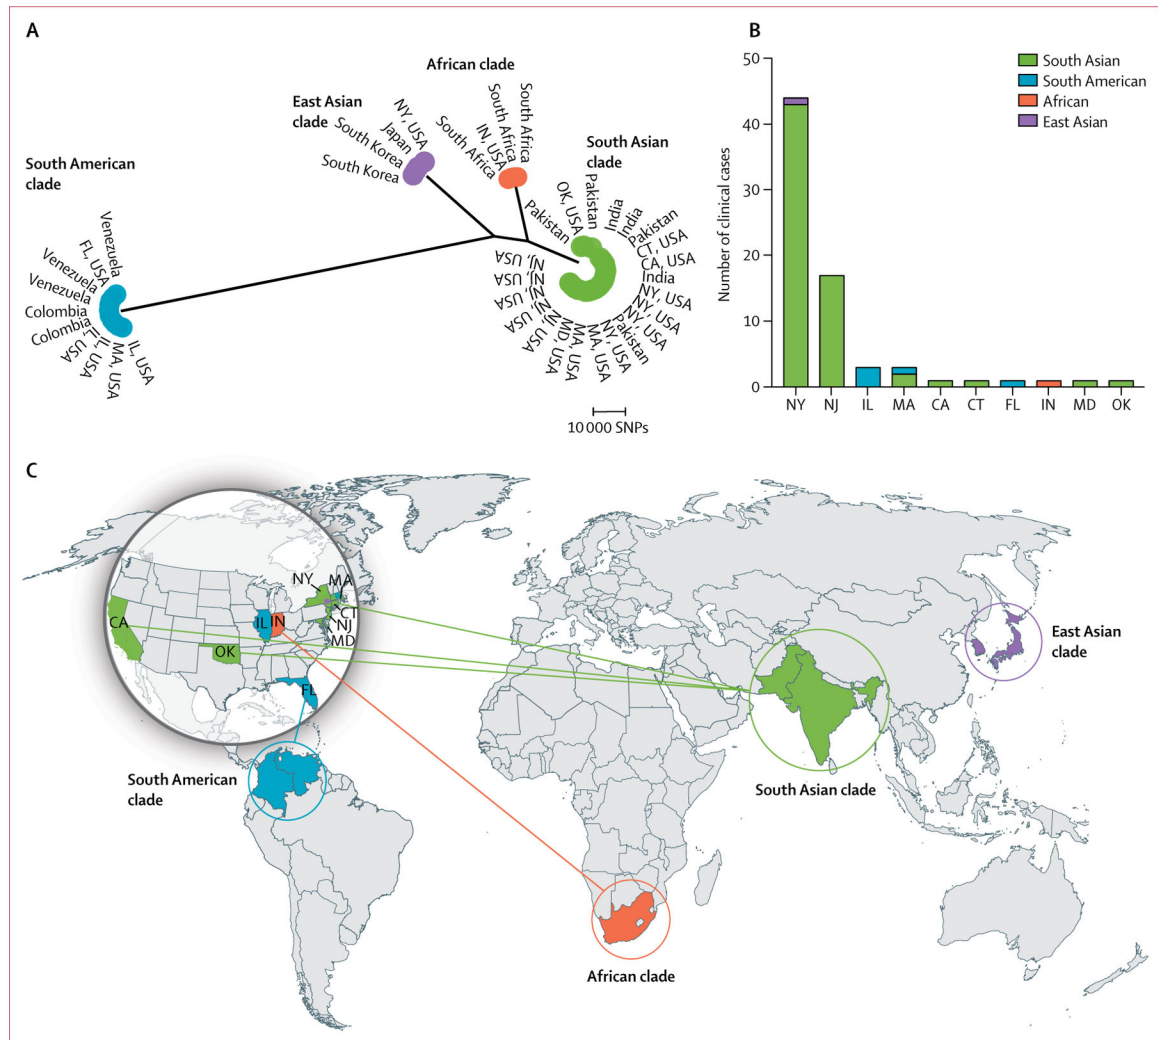 A
South American
clade
Venezuela
FL, USA
Venezuela
Venezuela
Colombia
Colombia
IL, USA
IL, USA
MA, USA
IL, USA
East Asian
clade
South Korea
South Korea
Japan
NY, USA
African clade
South Africa
IN, USA
South Africa
South Africa
South Asian
clade
Pakistan
OK, USA
Pakistan
India
India
Pakistan
CT, USA
CA, USA
India
NY, USA
NY, USA
NY, USA
Pakistan
NY, USA
MA, USA
MA, USA
MD, USA
NJ, USA
NJ, USA
NJ, USA
NJ, USA
NJ, USA
10 000 SNPs
B
South Asian
South American
African
East Asian
Number of clinical cases
50
40
30
20
10
0
NY
NJ
IL
MA
CA
CT
FL
IN
MD
OK
C
NY
MA
CA
IL
IN
CT
NJ
MD
OK
FL
South American
clade
African clade
South Asian clade
East Asian
clade